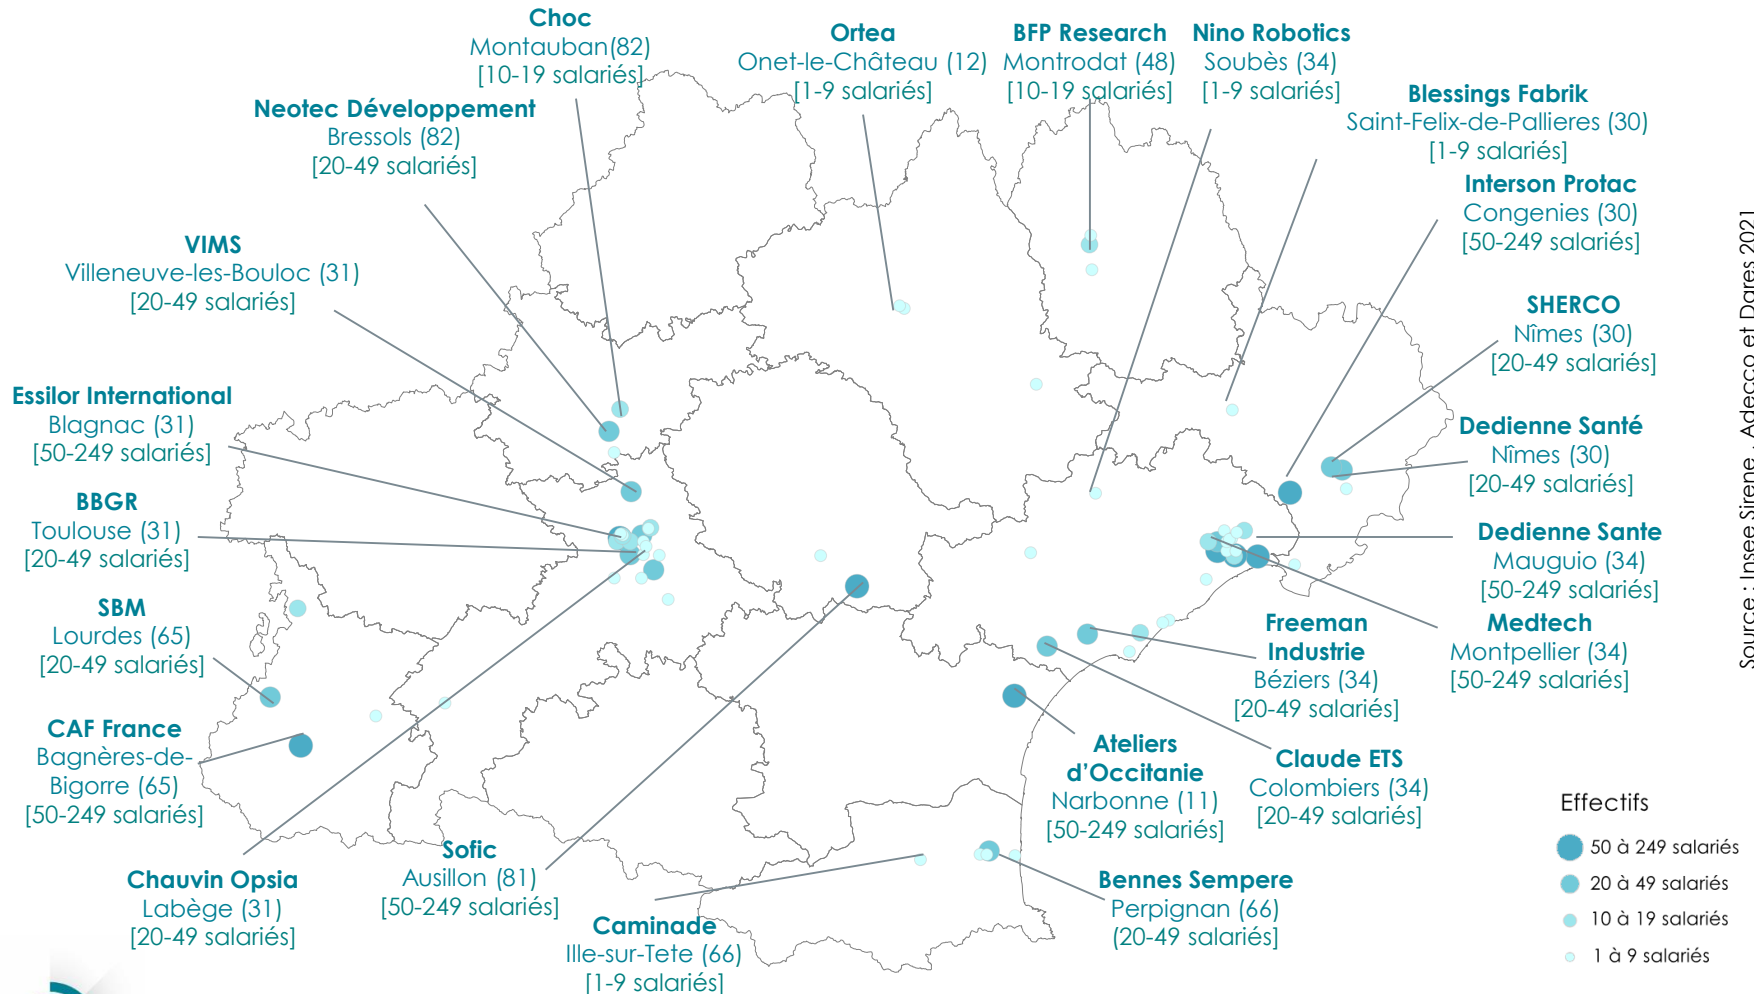 Choc
Montauban(82)
[10-19 salariés]
Ortea
Onet-le-Château (12)
[1-9 salariés]
BFP Research
Montrodat (48)
[10-19 salariés]
Nino Robotics
Soubès (34)
[1-9 salariés]
Blessings Fabrik
Saint-Felix-de-Pallieres (30)
[1-9 salariés]
Neotec Développement
Bressols (82)
[20-49 salariés]
Interson Protac
Congenies (30)
[50-249 salariés]
VIMS
Villeneuve-les-Bouloc (31)
[20-49 salariés]
SHERCO
Nîmes (30)
[20-49 salariés]
Essilor International
Blagnac (31)
[50-249 salariés]
Dedienne Santé
Nîmes (30)
[20-49 salariés]
BBGR
Toulouse (31)
[20-49 salariés]
Dedienne Sante
Mauguio (34)
[50-249 salariés]
SBM
Lourdes (65)
[20-49 salariés]
Medtech
Montpellier (34)
[50-249 salariés]
Freeman
Industrie
Béziers (34)
[20-49 salariés]
CAF France
Bagnères-de-
Bigorre (65)
[50-249 salariés]
Ateliers
d'Occitanie
Narbonne (11)
[50-249 salariés]
Claude ETS
Colombiers (34)
[20-49 salariés]
Chauvin Opsia
Labège (31)
[20-49 salariés]
Sofic
Ausillon (81)
[50-249 salariés]
Caminade
Ille-sur-Tete (66)
[1-9 salariés]
Bennes Sempere
Perpignan (66)
(20-49 salariés]
Effectifs
50 à 249 salariés
20 à 49 salariés
10 à 19 salariés
1 à 9 salariés
Source : Insee Sirene , Adecco et Dares 2021